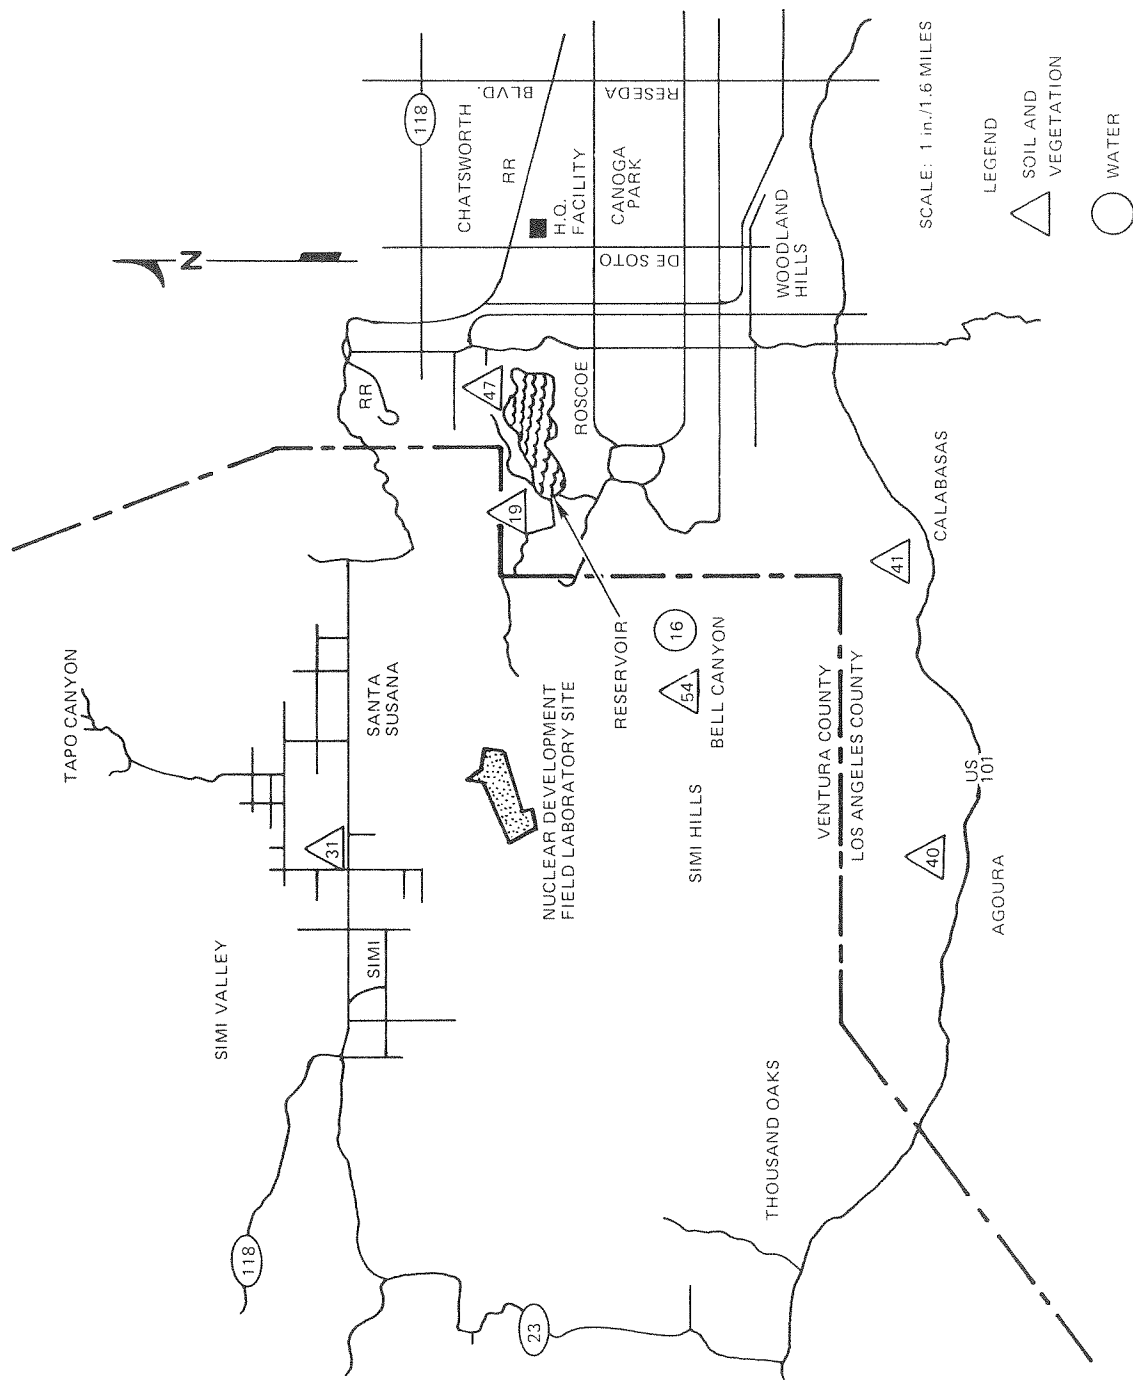 TAPO CANYON
SIMI VALLEY
118
31
SANTA
SUSANA
SIMI
RR
N
118
CHATSWORTH
BLVD.
RR
H.Q.
FACILITY
CANOGA
PARK
RESEDA
DE SOTO
WOODLAND
HILLS
47
19
ROSCOE
RESERVOIR
NUCLEAR DEVELOPMENT
FIELD LABORATORY SITE
16
54
BELL CANYON
SIMI HILLS
23
THOUSAND OAKS
VENTURA COUNTY
LOS ANGELES COUNTY
41
CALABASAS
40
US
101
AGOURA
SCALE: 1 in./1.6 MILES
LEGEND
SOIL AND
VEGETATION
WATER